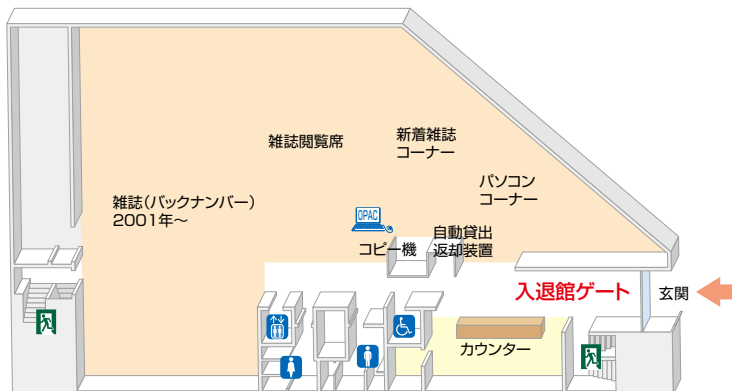 雑誌閲覧席
新着雑誌
コーナー
パソコン
コーナー
雑誌（バックナンバー）
2001年～
OPAC
コピー機
自動貸出
返却装置
入退館ゲート
玄関
カウンター